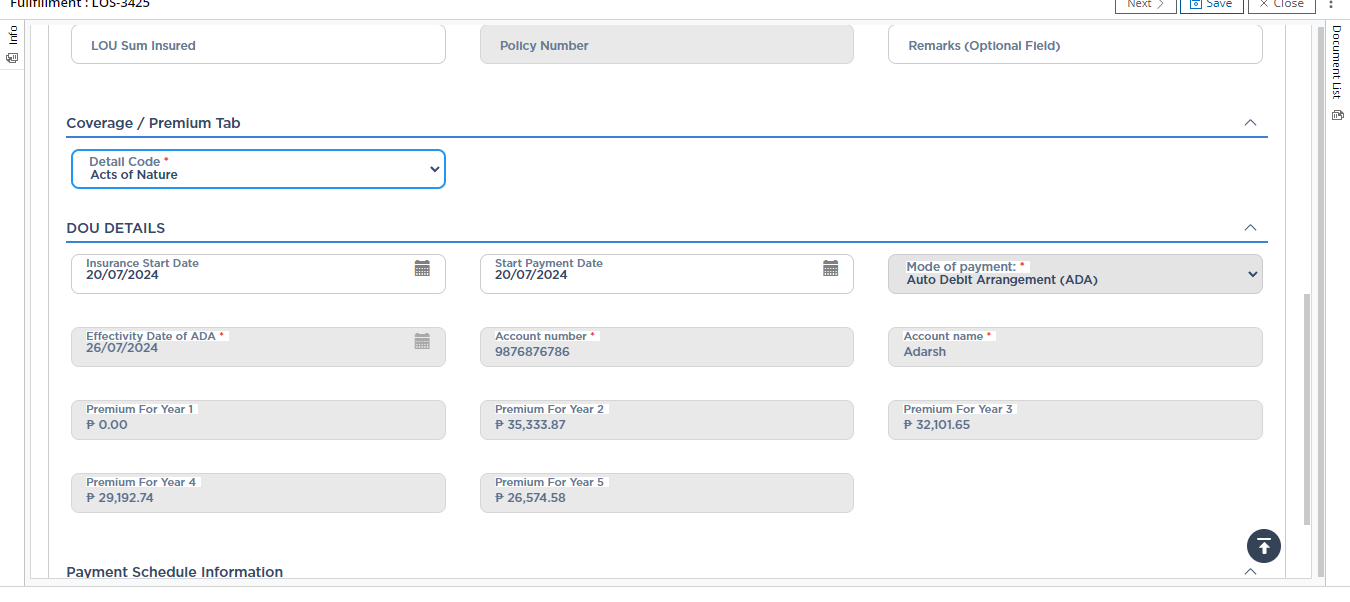 Fullfillment : LOS-3425
Next
Save
Close
Info
Document List
LOU Sum Insured
Policy Number
Remarks (Optional Field)
Coverage / Premium Tab
Detail Code *
Acts of Nature
DOU DETAILS
Insurance Start Date
20/07/2024
Start Payment Date
20/07/2024
Mode of payment: *
Auto Debit Arrangement (ADA)
Effectivity Date of ADA *
26/07/2024
Account number *
9876876786
Account name *
Adarsh
Premium For Year 1
₱ 0.00
Premium For Year 2
₱ 35,333.87
Premium For Year 3
₱ 32,101.65
Premium For Year 4
₱ 29,192.74
Premium For Year 5
₱ 26,574.58
Payment Schedule Information